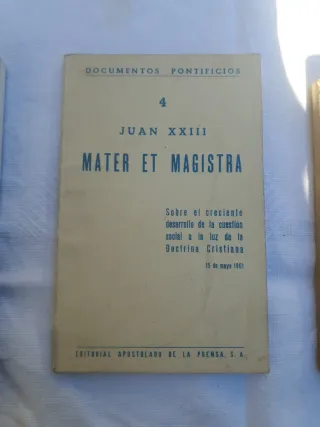 DOCUMENTOS PONTIFICIOS
4
JUAN XXIII
MATER ET MAGISTRA
Sobre el creciente
desarrollo de la cuestión
social a la luz de la
Doctrina Cristiana
15 de mayo 1961
EDITORIAL APOSTOLADO DE LA PRENSA, S. A.